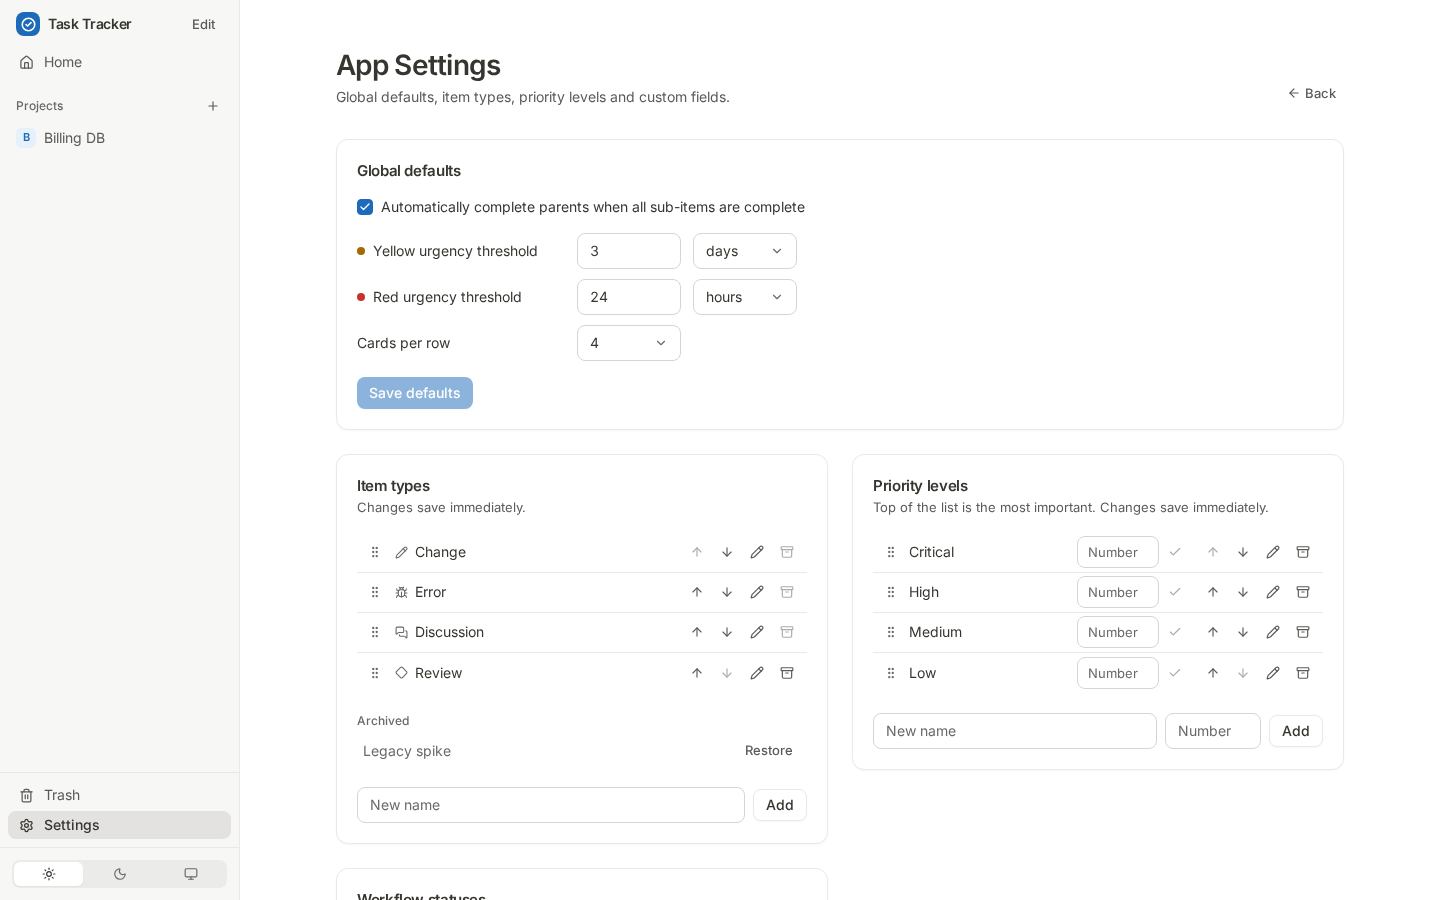 Task Tracker
Edit
Home
Projects
B Billing DB
Trash
Settings
App Settings
Global defaults, item types, priority levels and custom fields.
Back
Global defaults
Automatically complete parents when all sub-items are complete
Yellow urgency threshold 3 days
Red urgency threshold 24 hours
Cards per row 4
Save defaults
Item types
Changes save immediately.
Change
Error
Discussion
Review
Archived
Legacy spike Restore
New name Add
Priority levels
Top of the list is the most important. Changes save immediately.
Critical Number
High Number
Medium Number
Low Number
New name Number Add
Workflow statuses